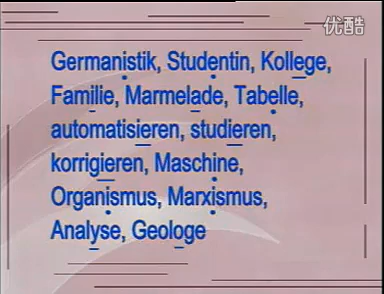 优酷
Germanistik, Studentin, Kollege,
Familie, Marmelade, Tabelle,
automatisieren, studieren,
korrigieren, Maschine,
Organismus, Marxismus,
Analyse, Geologe